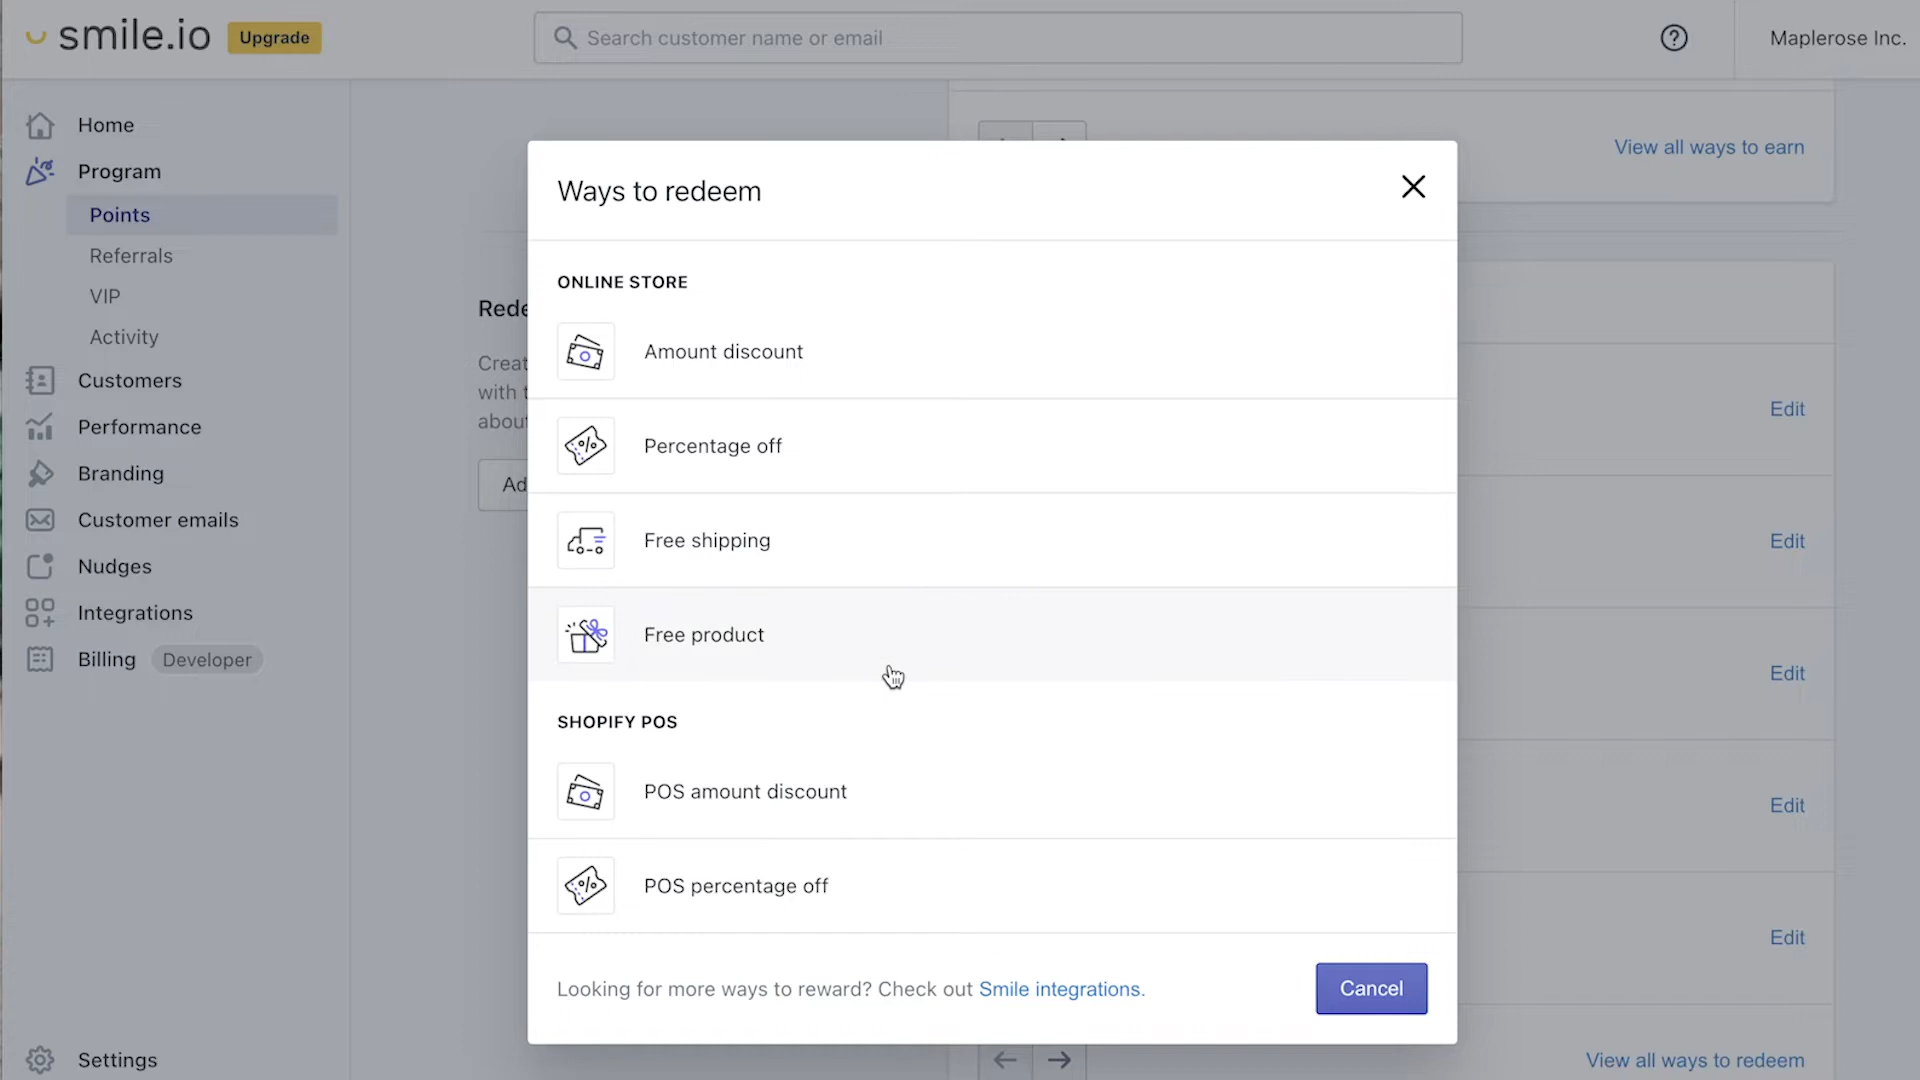 smile.io
Upgrade
Search customer name or email
Maplerose Inc.
Home
Program
Points
Referrals
VIP
Activity
Customers
Performance
Branding
Customer emails
Nudges
Integrations
Billing Developer
Settings
View all ways to earn
Ways to redeem
ONLINE STORE
Amount discount
Percentage off
Free shipping
Free product
SHOPIFY POS
POS amount discount
POS percentage off
Looking for more ways to reward? Check out Smile integrations.
Cancel
with
Edit
Edit
Edit
Edit
Edit
View all ways to redeem